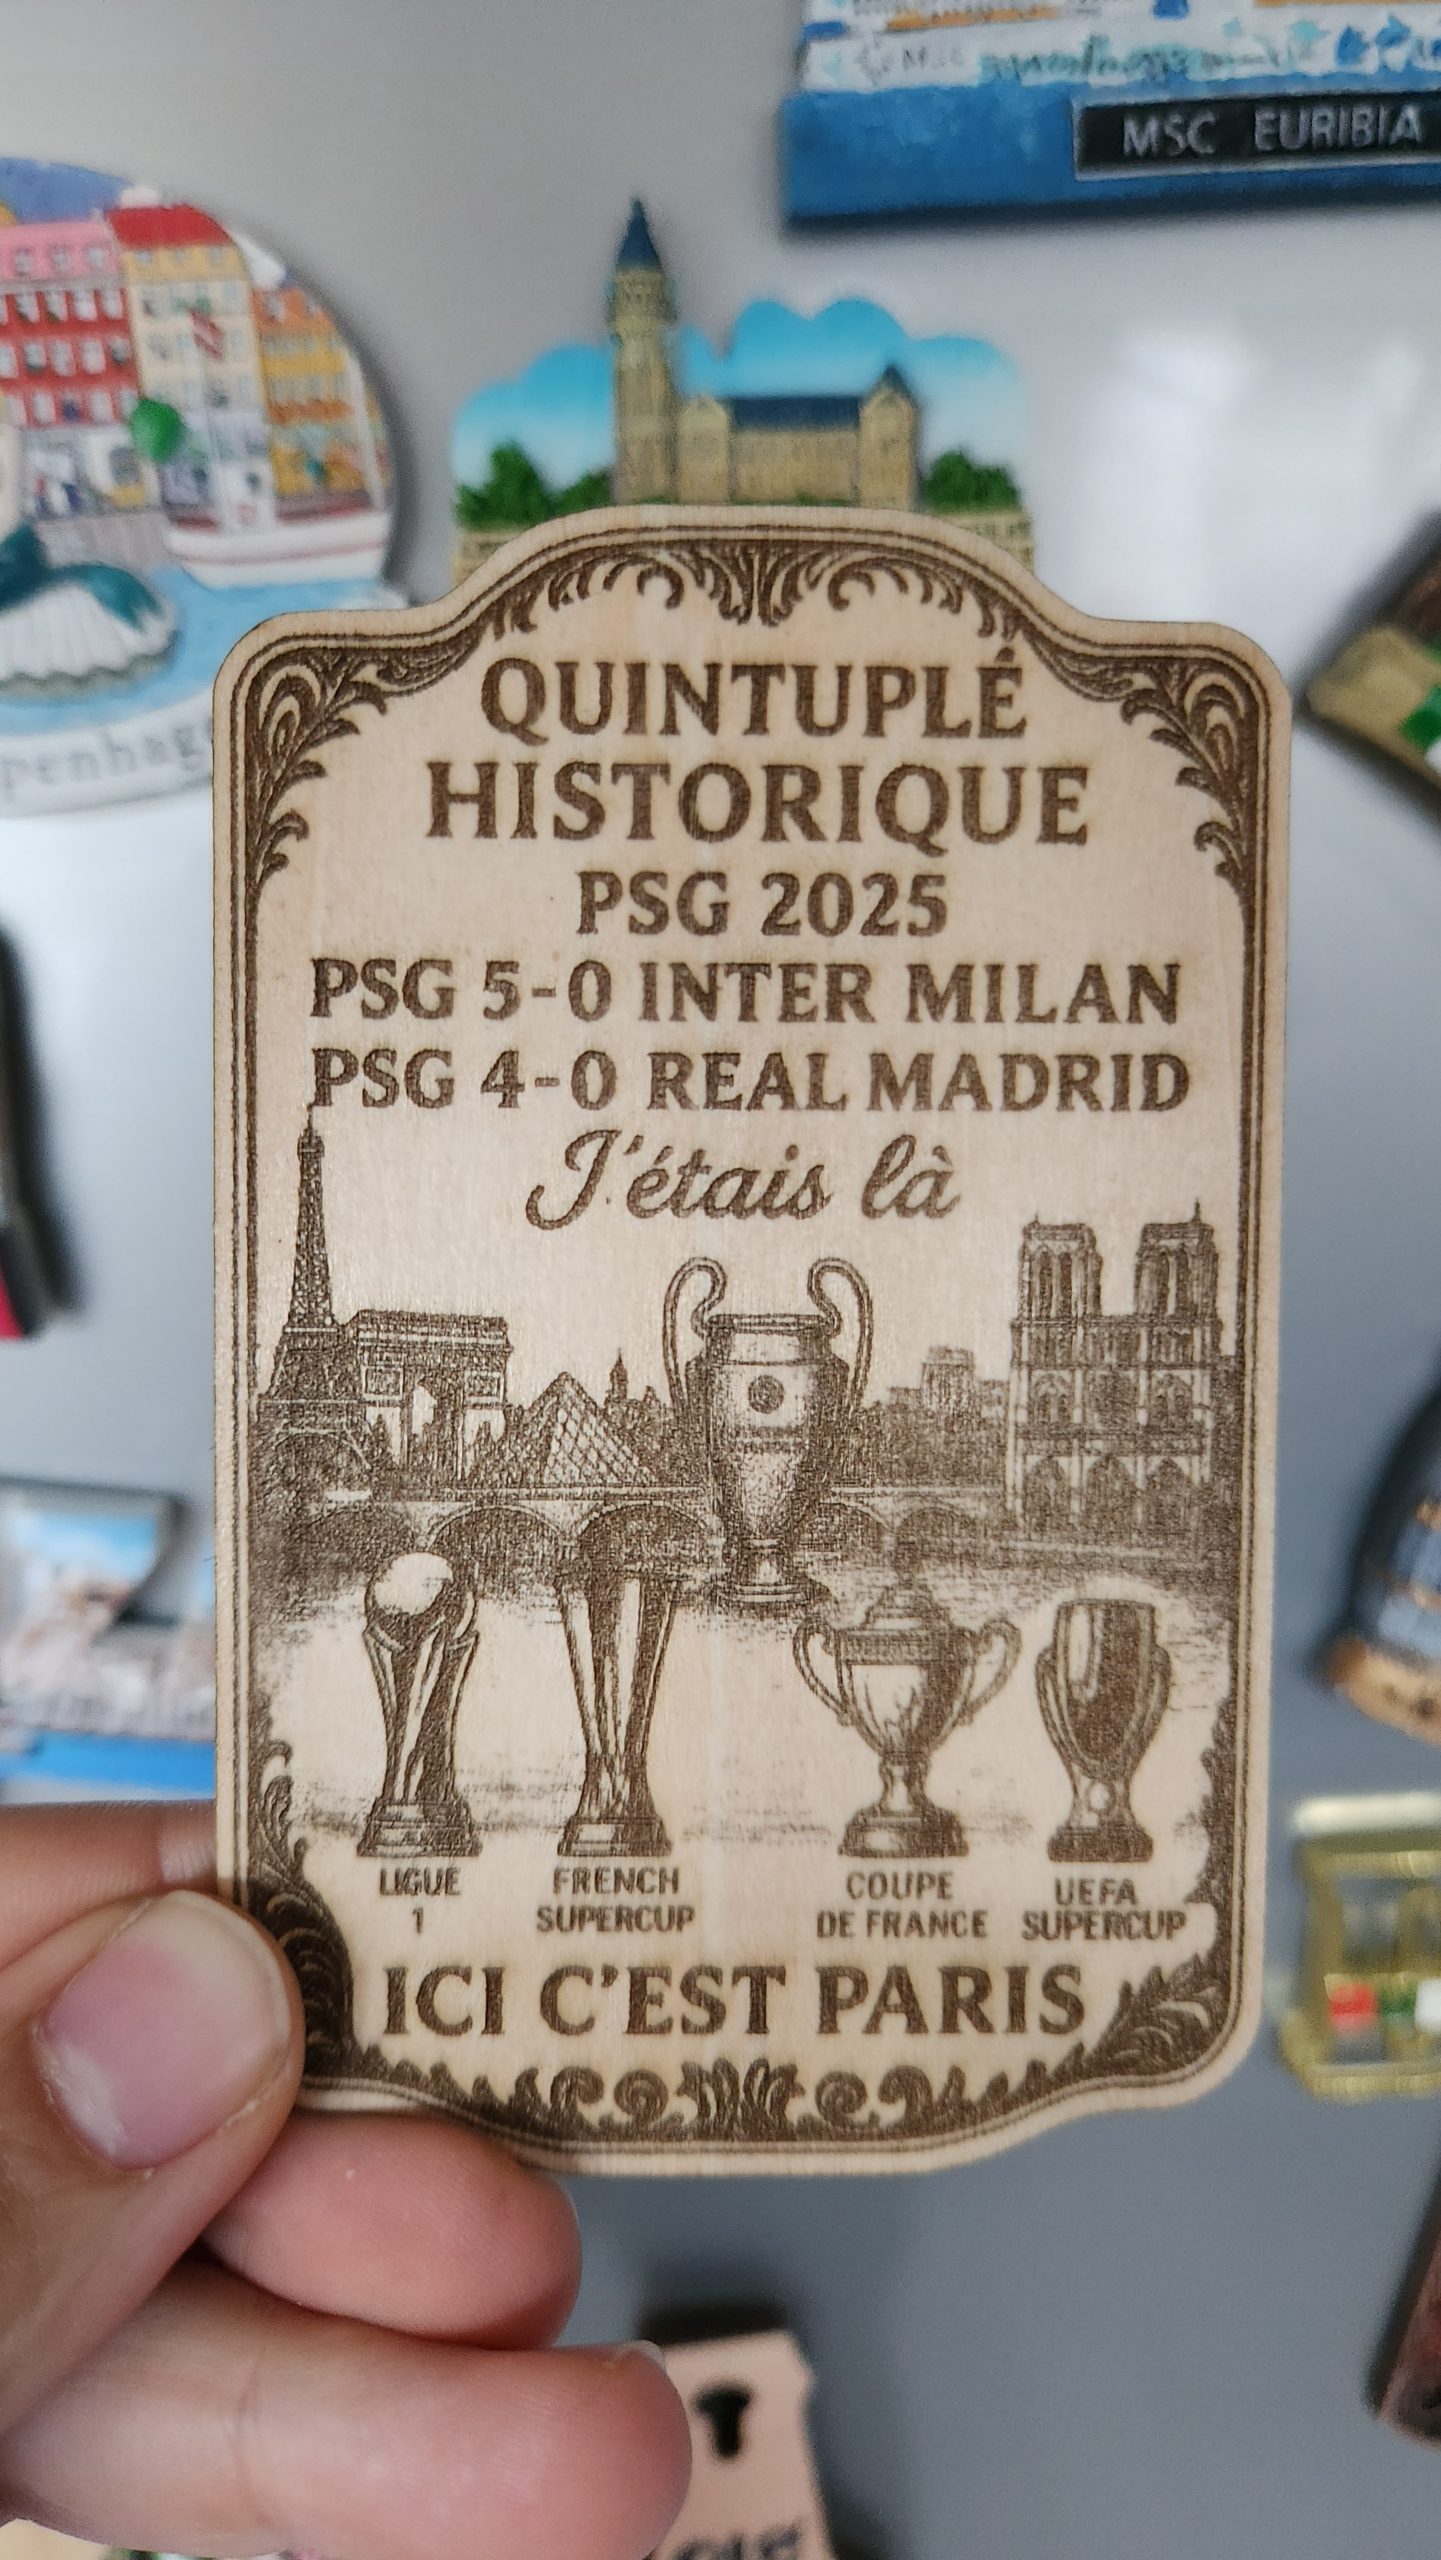 MSC EURIBIA
penhag
QUINTUPLÉ
HISTORIQUE
PSG 2025
PSG 5-0 INTER MILAN
PSG 4-0 REAL MADRID
J'étais là
LIGUE
1
FRENCH
SUPERCUP
COUPE
DE FRANCE
UEFA
SUPERCUP
ICI C'EST PARIS